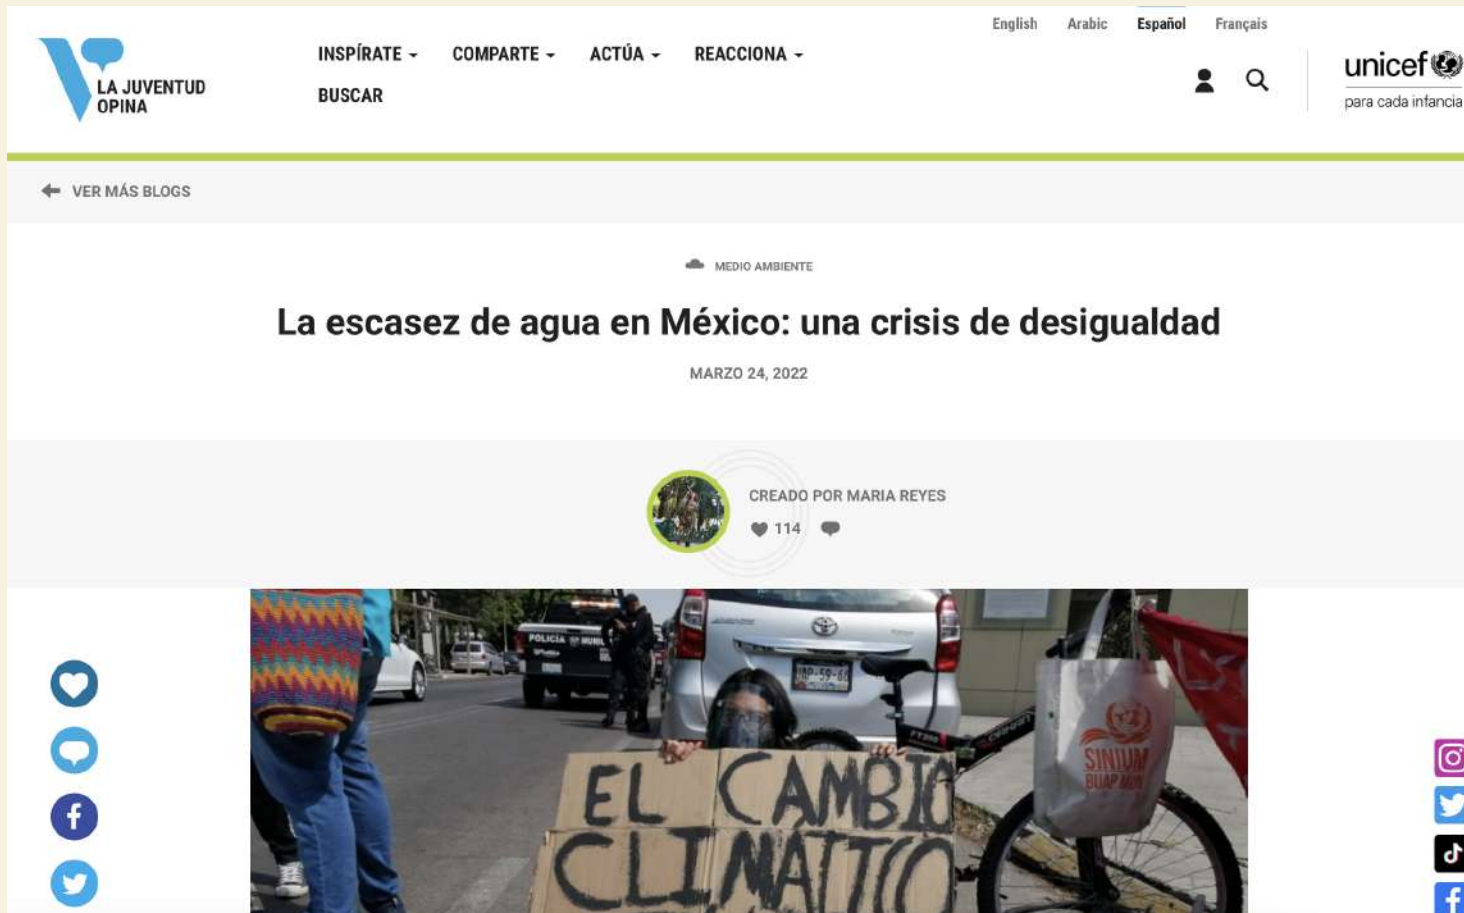 English Arabic Español Français
LA JUVENTUD
OPINA
INSPÍRATE COMPARTE ACTÚA REACCIONA
BUSCAR
unicef
para cada infancia
VER MÁS BLOGS
MEDIO AMBIENTE
La escasez de agua en México: una crisis de desigualdad
MARZO 24, 2022
CREADO POR MARIA REYES
114
POLICÍA
SINIUM
BUAP
EL CAMBIO
CLIMÁTICO